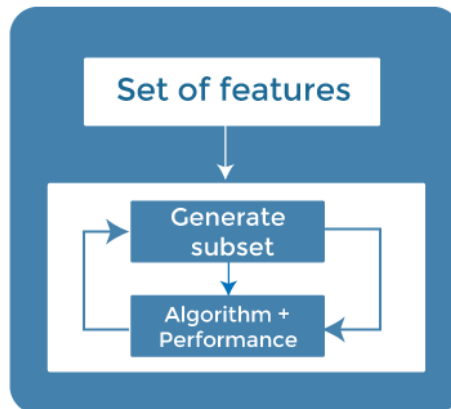 Set of features
Generate
subset
Algorithm +
Performance